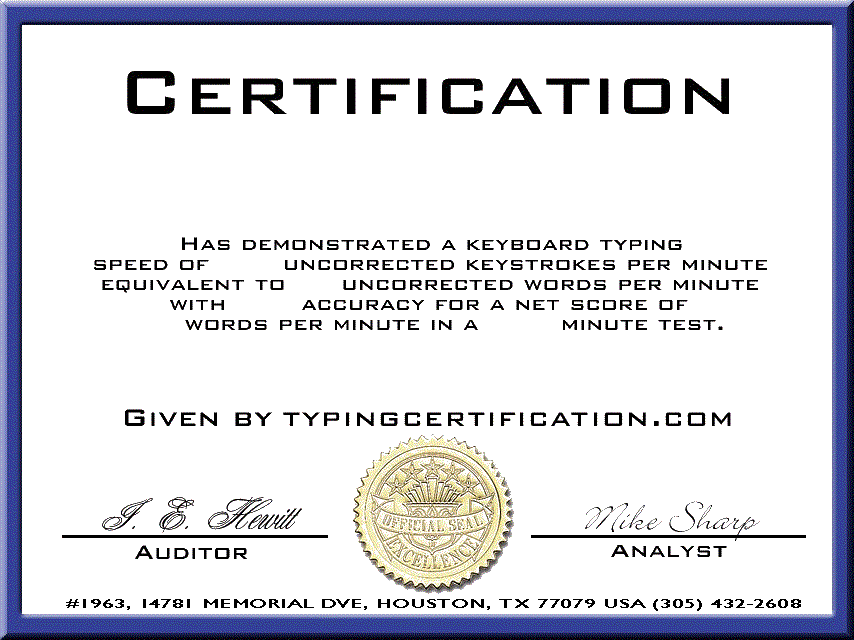 CERTIFICATION
HAS DEMONSTRATED A KEYBOARD TYPING
SPEED OF UNCORRECTED KEYSTROKES PER MINUTE
EQUIVALENT TO UNCORRECTED WORDS PER MINUTE
WITH ACCURACY FOR A NET SCORE OF
WORDS PER MINUTE IN A MINUTE TEST.
GIVEN BY TYPINGCERTIFICATION.COM
OFFICIAL SEAL
EXCELLENCE
J. E. Hewitt
Mike Sharp
AUDITOR
ANALYST
#1963, 14781 MEMORIAL DVE, HOUSTON, TX 77079 USA (305) 432-2608